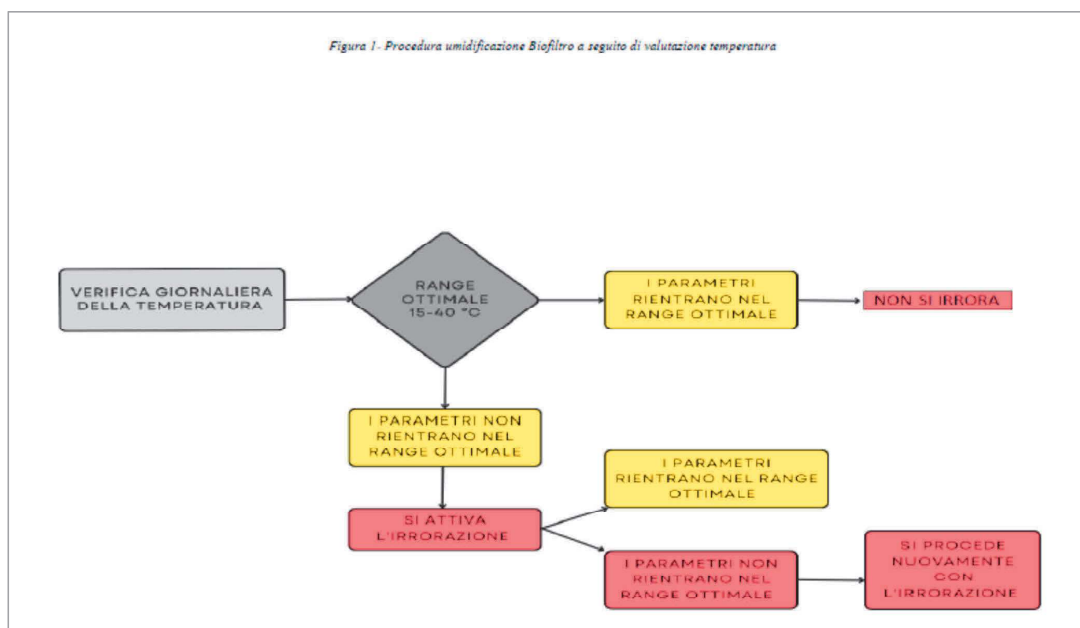 Figura 1- Procedura umidificazione Biofiltro a seguito di valutazione temperatura
VERIFICA GIORNALIERA
DELLA TEMPERATURA
RANGE
OTTIMALE
15-40 °C
I PARAMETRI
RIENTRANO NEL
RANGE OTTIMALE
NON SI IRRORA
I PARAMETRI NON
RIENTRANO NEL
RANGE OTTIMALE
SI ATTIVA
L'IRRORAZIONE
I PARAMETRI
RIENTRANO NEL RANGE
OTTIMALE
I PARAMETRI NON
RIENTRANO NEL
RANGE OTTIMALE
SI PROCEDE
NUOVAMENTE
CON
L'IRRORAZIONE